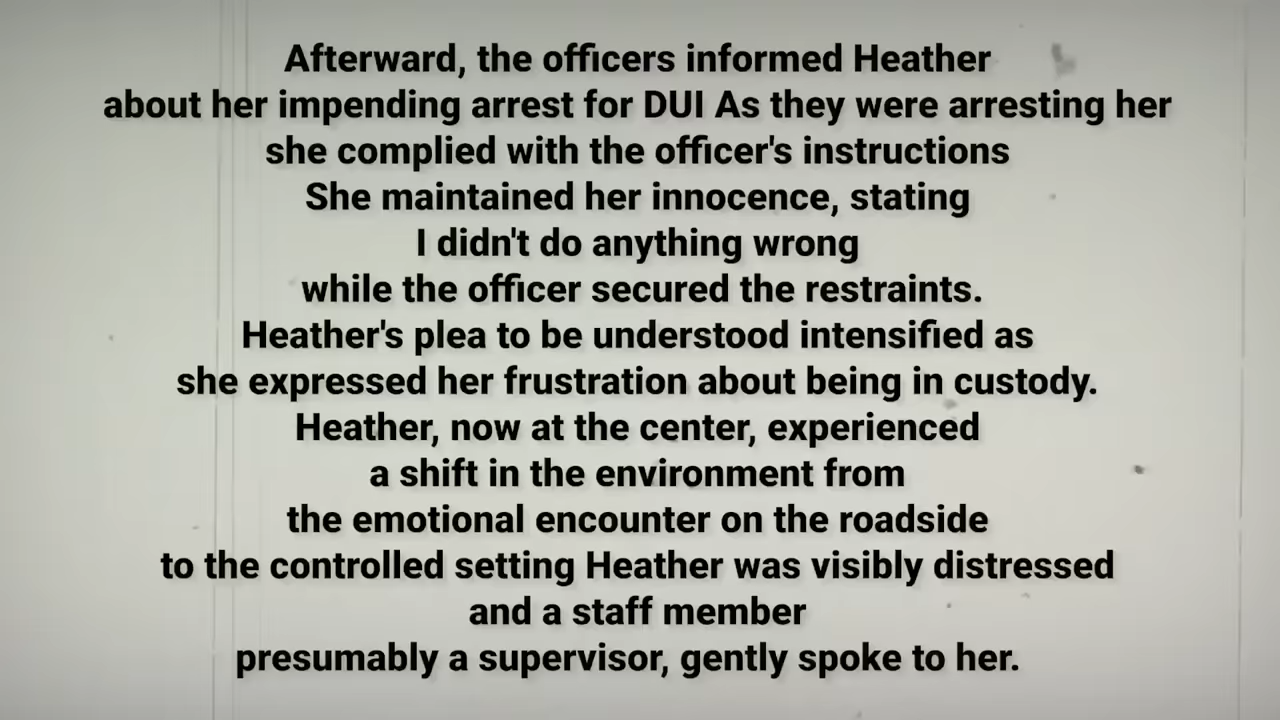 Afterward, the officers informed Heather
about her impending arrest for DUI As they were arresting her
she complied with the officer's instructions
She maintained her innocence, stating
I didn't do anything wrong
while the officer secured the restraints.
Heather's plea to be understood intensified as
she expressed her frustration about being in custody.
Heather, now at the center, experienced
a shift in the environment from
the emotional encounter on the roadside
to the controlled setting Heather was visibly distressed
and a staff member
presumably a supervisor, gently spoke to her.